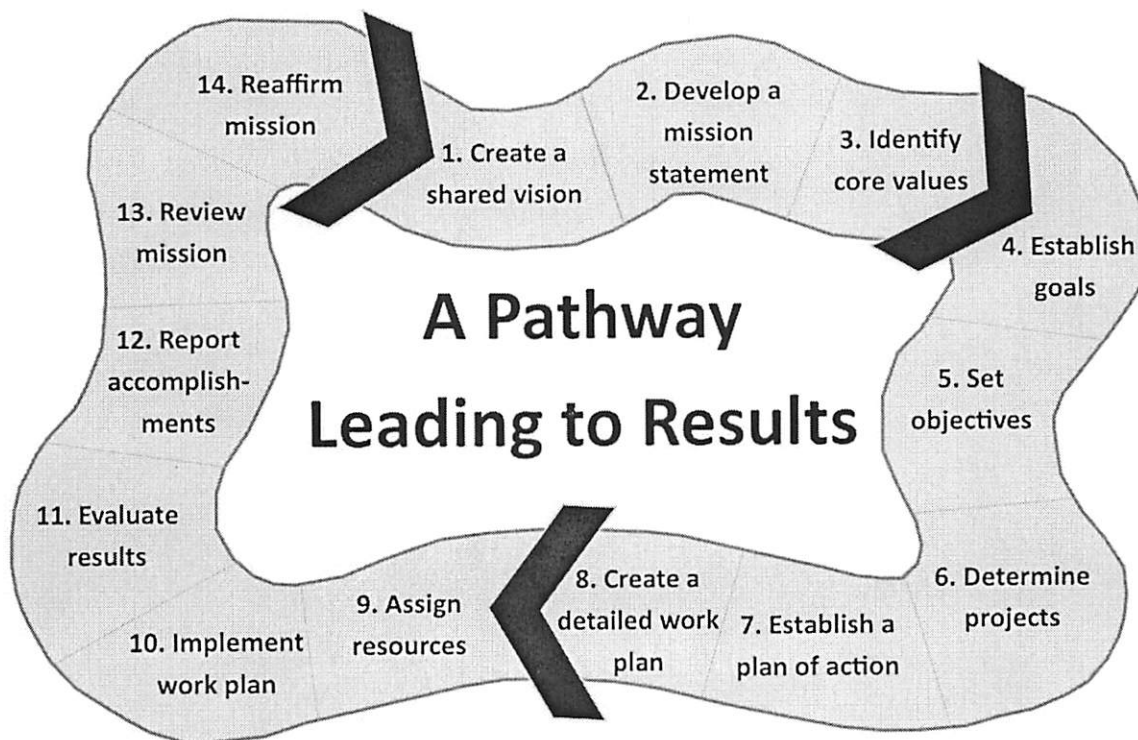 A Pathway
Leading to Results
1. Create a
shared vision
2. Develop a
mission
statement
3. Identify
core values
4. Establish
goals
5. Set
objectives
6. Determine
projects
7. Establish a
plan of action
8. Create a
detailed work
plan
9. Assign
resources
10. Implement
work plan
11. Evaluate
results
12. Report
accomplish-
ments
13. Review
mission
14. Reaffirm
mission